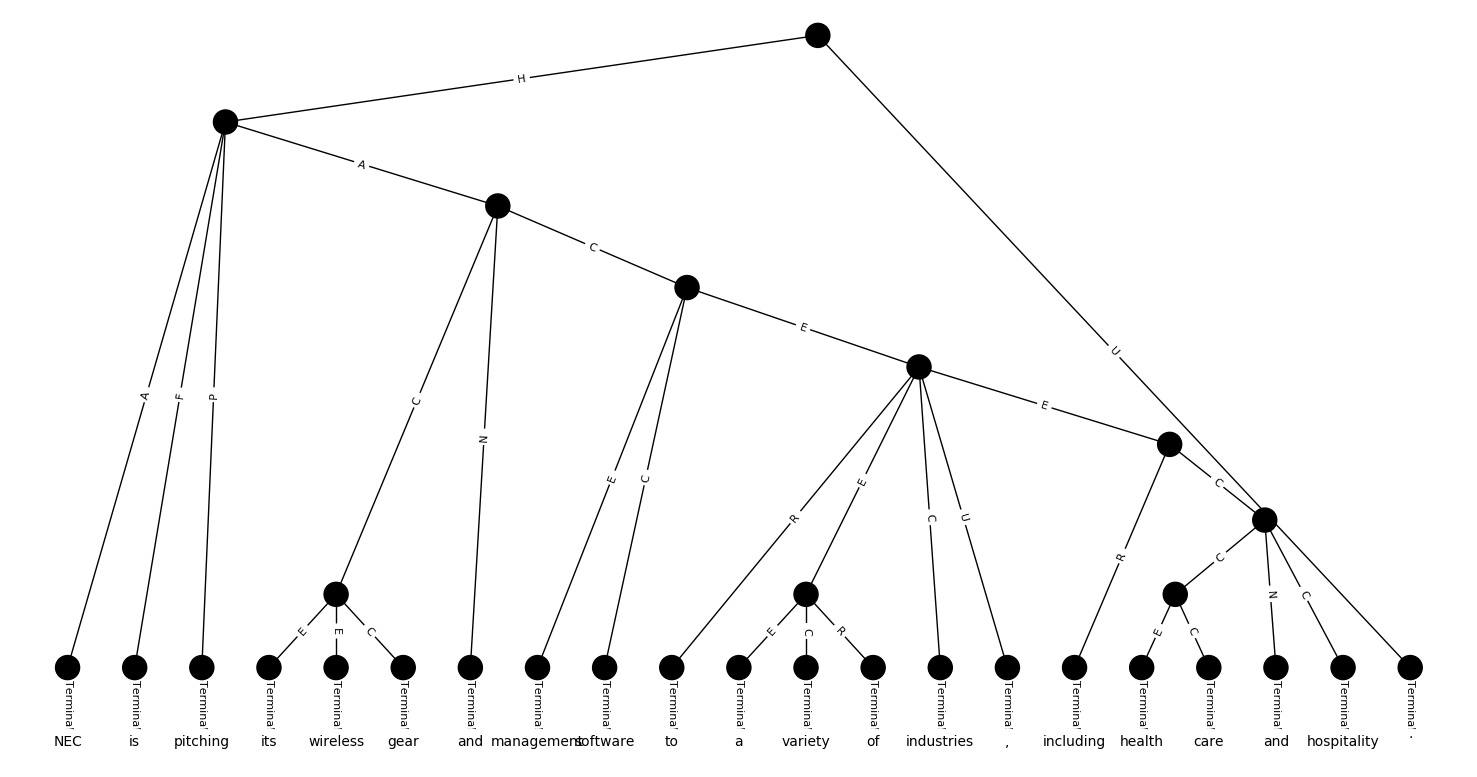 H
A
C
E
E
U
A
F
P
C
N
E
C
R
E
C
U
R
C
C
N
C
E
E
C
E
C
R
E
C
Terminal Terminal Terminal Terminal Terminal Terminal Terminal Terminal Terminal Terminal Terminal Terminal Terminal Terminal Terminal Terminal Terminal Terminal Terminal Terminal Terminal
NEC is pitching its wireless gear and management software to a variety of industries , including health care and hospitality .